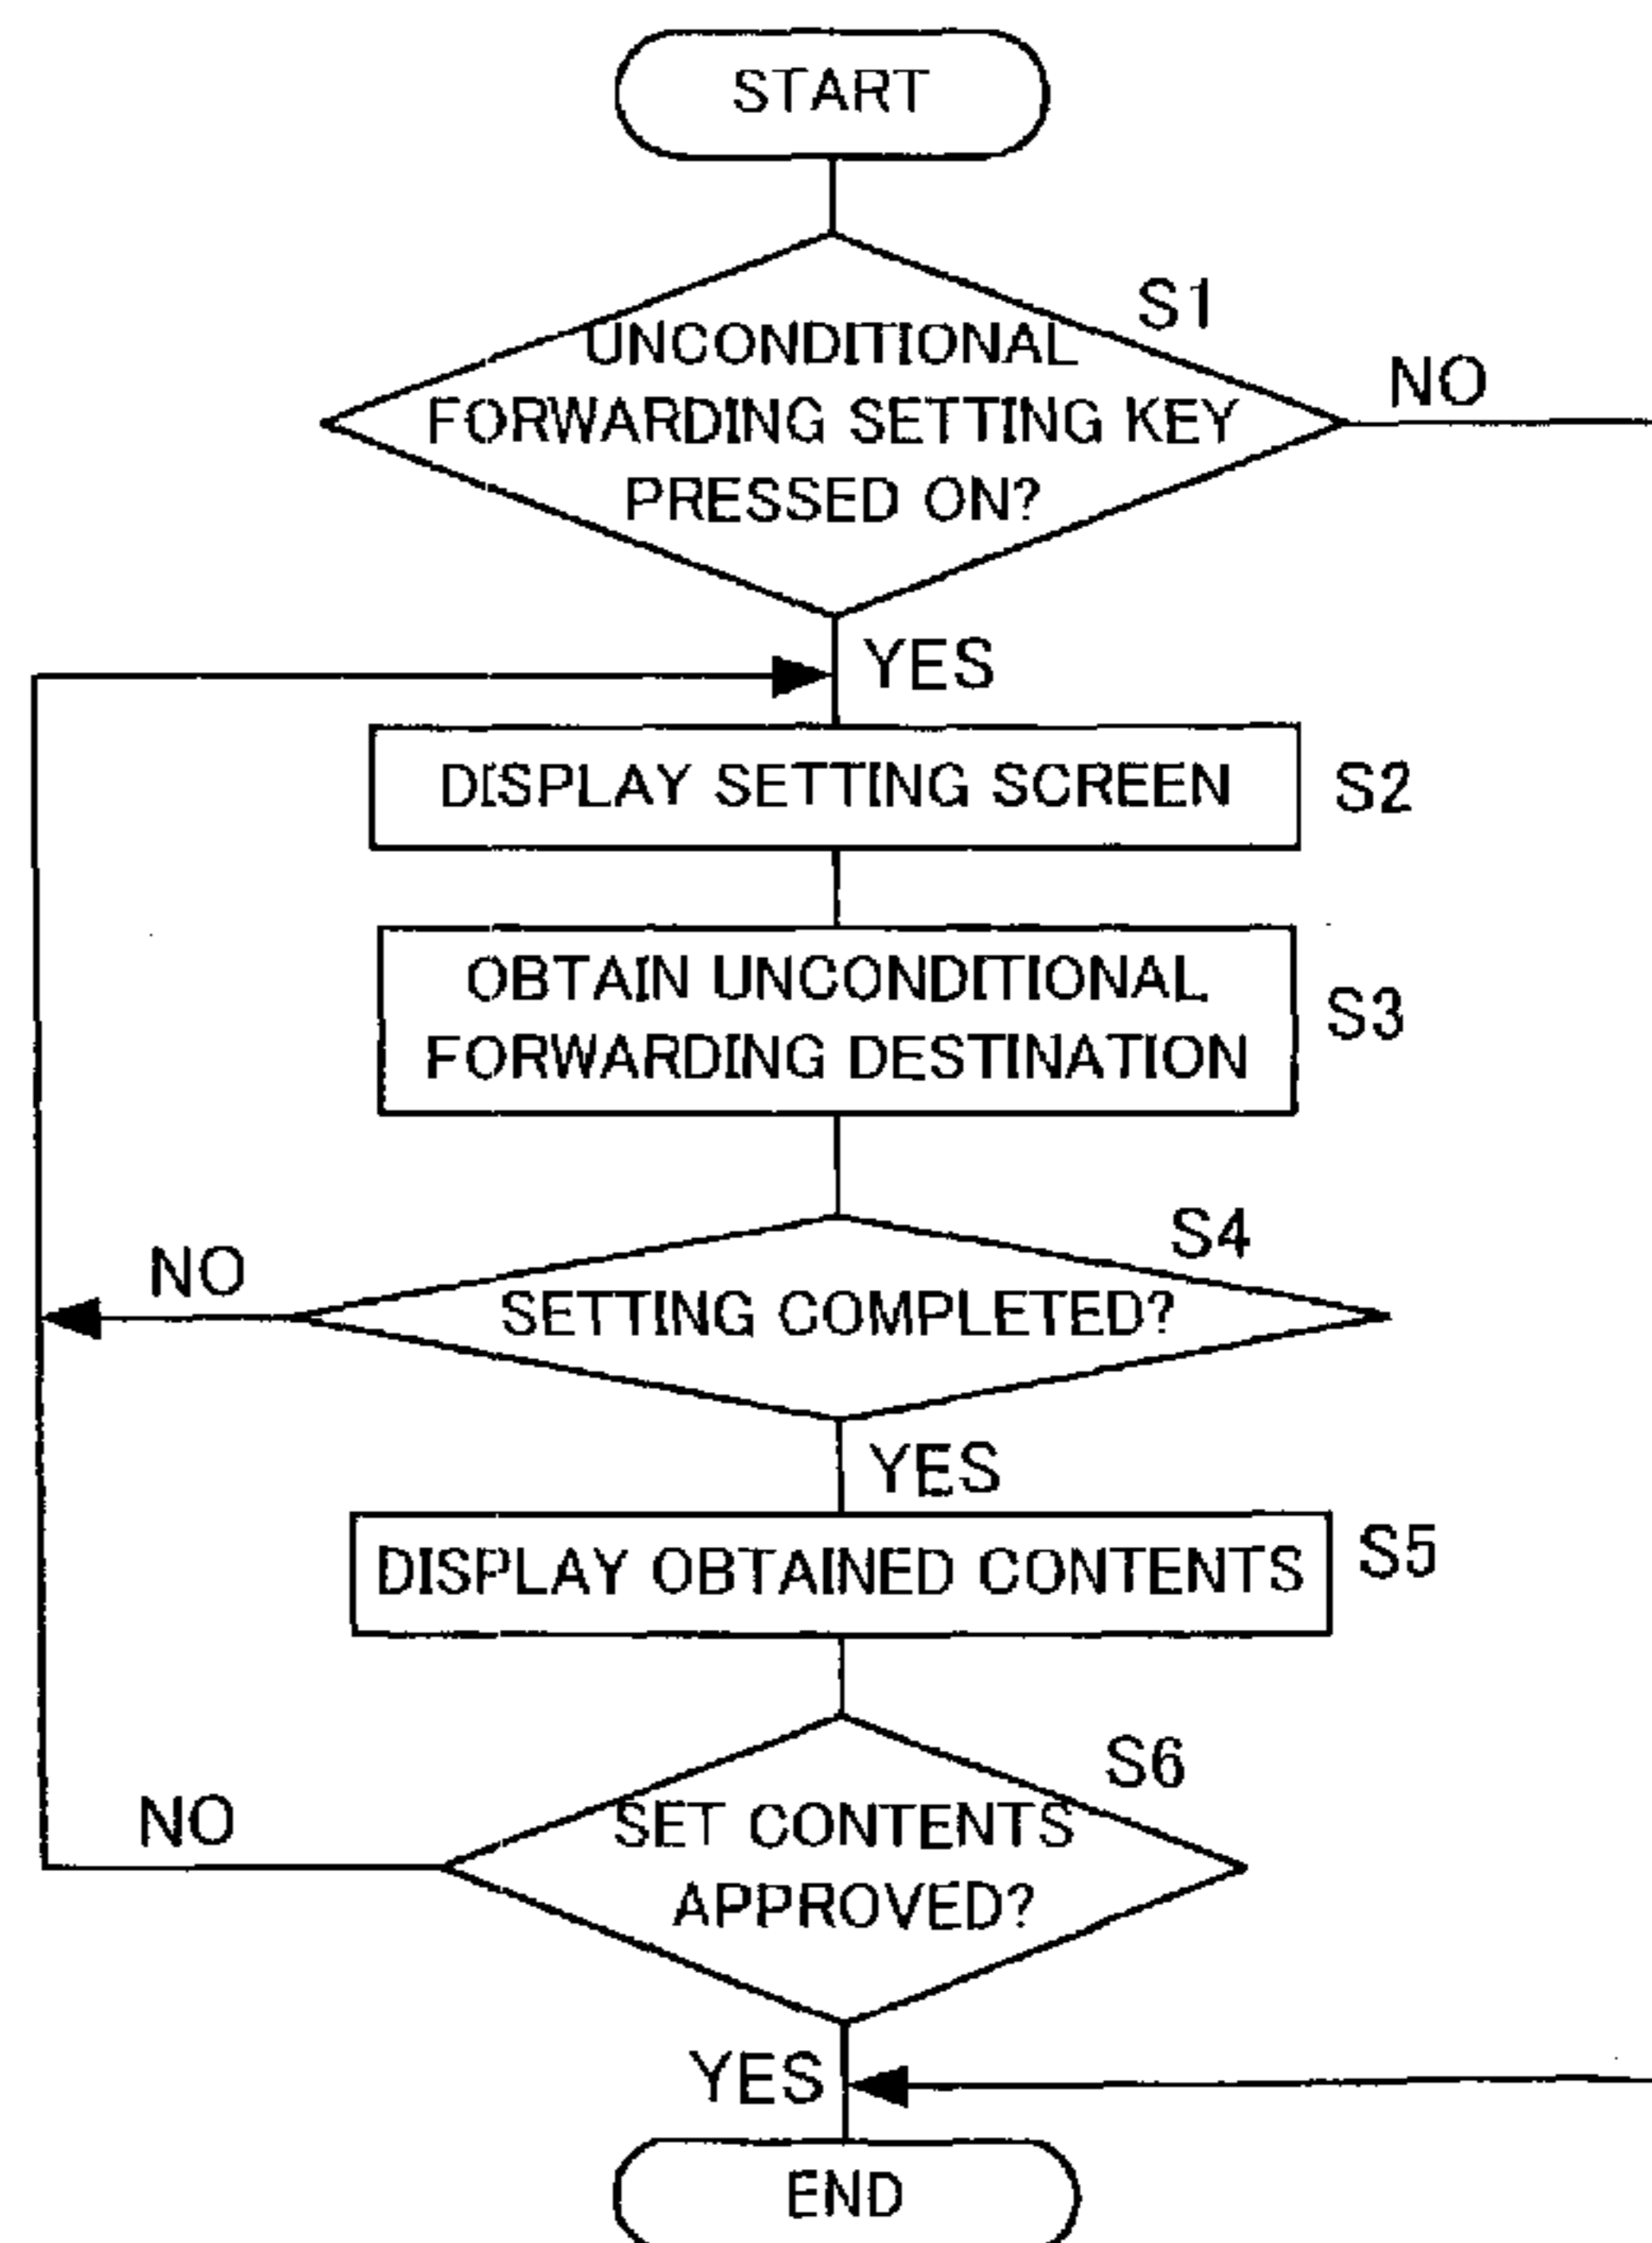 START
S1
UNCONDITIONAL
FORWARDING SETTING KEY
PRESSED ON?
NO
YES
DISPLAY SETTING SCREEN
S2
OBTAIN UNCONDITIONAL
FORWARDING DESTINATION
S3
S4
NO
SETTING COMPLETED?
YES
DISPLAY OBTAINED CONTENTS
S5
S6
NO
SET CONTENTS
APPROVED?
YES
END